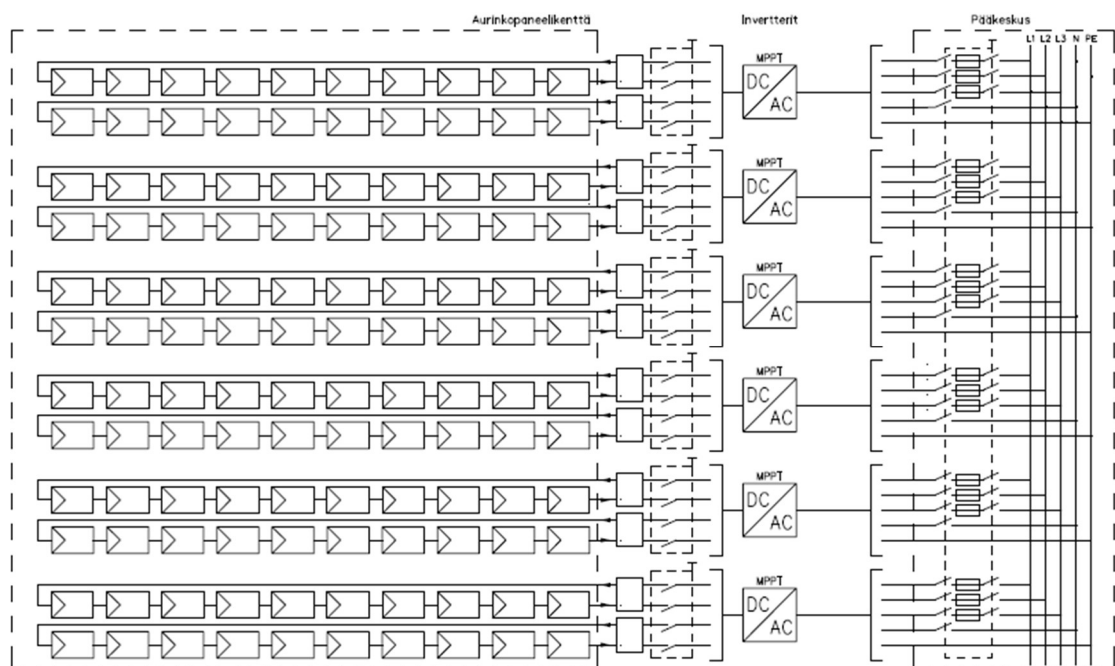 Aurinkopaneelikenttä Invertterit Pääkeskus
L1 L2 L3 N PE
MPPT
DC
AC
MPPT
DC
AC
MPPT
DC
AC
MPPT
DC
AC
MPPT
DC
AC
MPPT
DC
AC